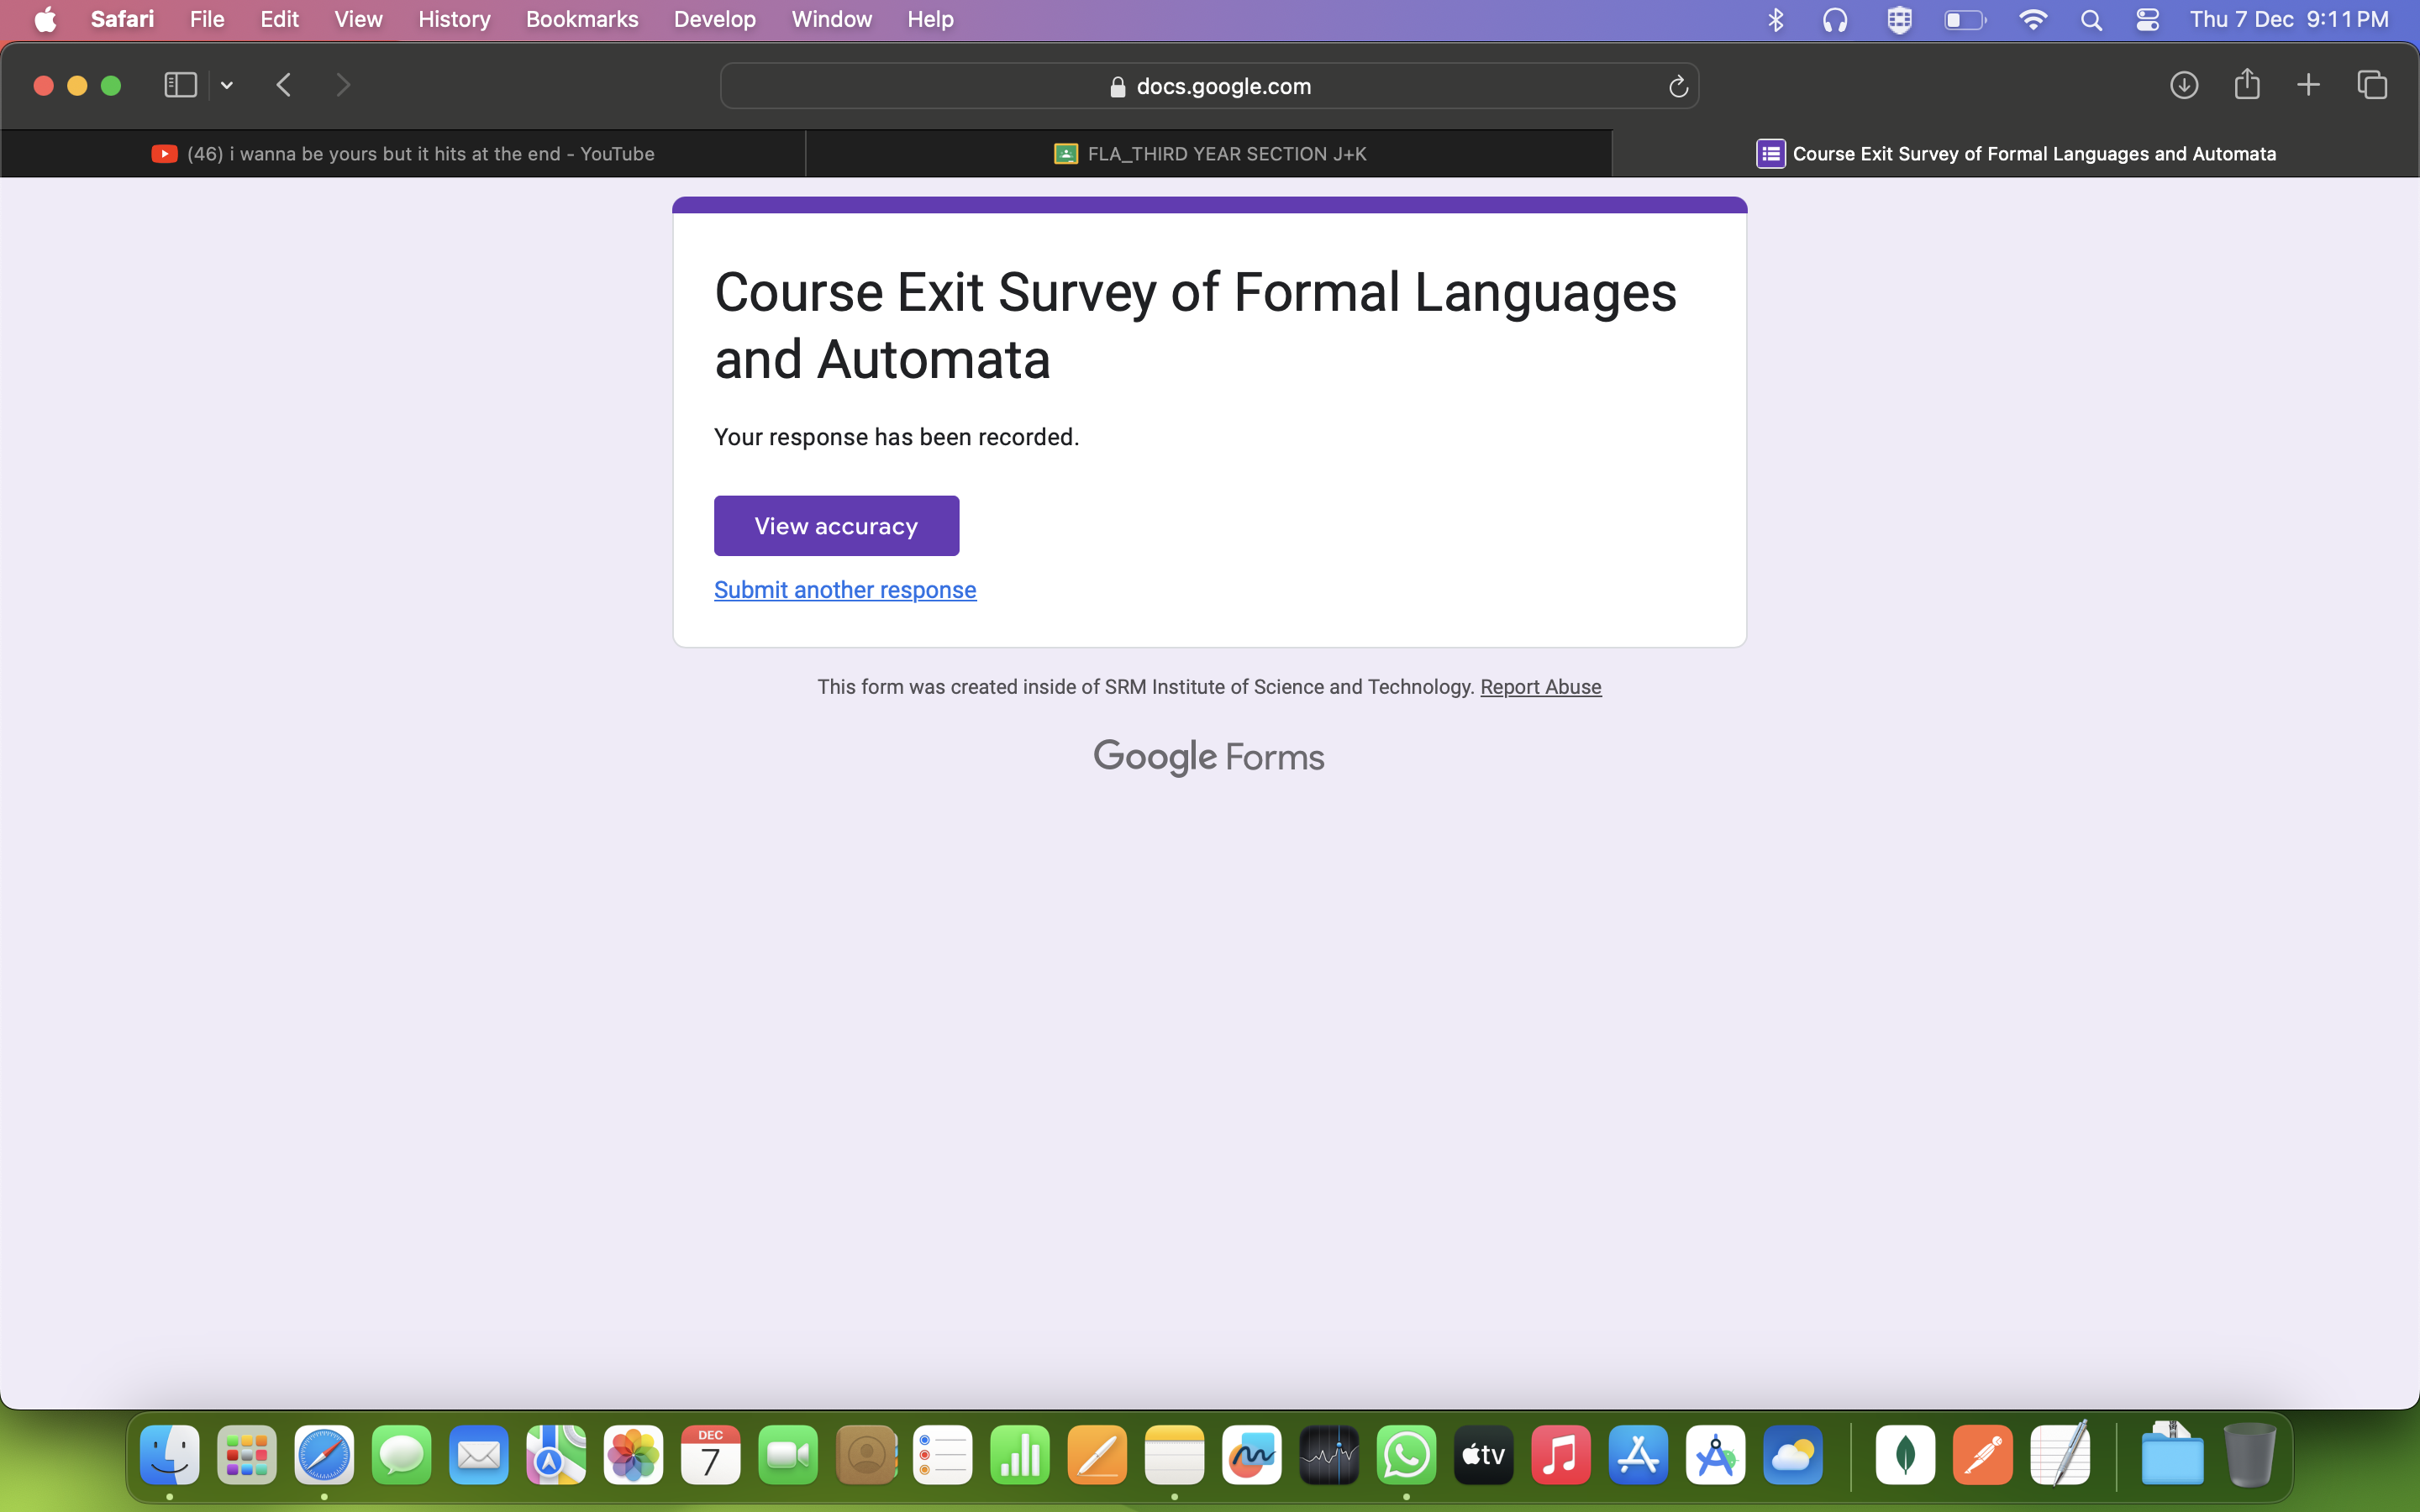 Safari File Edit View History Bookmarks Develop Window Help Thu 7 Dec 9:11 PM
docs.google.com
(46) i wanna be yours but it hits at the end - YouTube
FLA_THIRD YEAR SECTION J+K
Course Exit Survey of Formal Languages and Automata
Course Exit Survey of Formal Languages
and Automata
Your response has been recorded.
View accuracy
Submit another response
This form was created inside of SRM Institute of Science and Technology. Report Abuse
Google Forms
DEC
7
tv